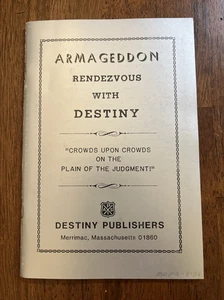 ARMAGEDDON
RENDEZVOUS
WITH
DESTINY
"CROWDS UPON CROWDS
ON THE
PLAIN OF THE JUDGMENT!"
DESTINY PUBLISHERS
Merrimac, Massachusetts 01860